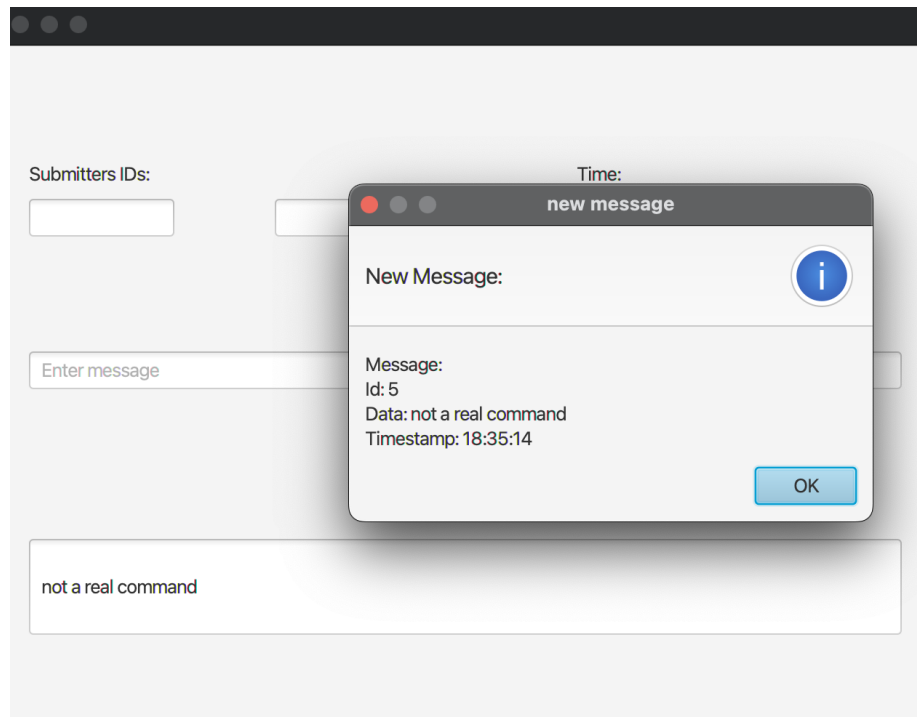 Submitters IDs:
Time:
new message
New Message:
i
Enter message
Message:
Id: 5
Data: not a real command
Timestamp: 18:35:14
OK
not a real command